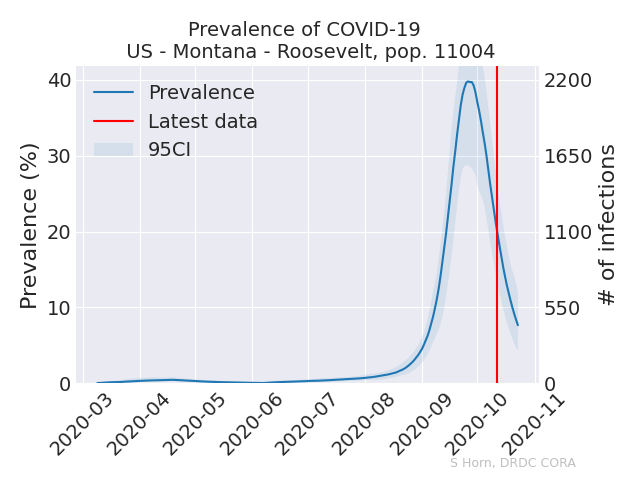 Prevalence of COVID-19
US - Montana - Roosevelt, pop. 11004
Prevalence
Latest data
95CI
Prevalence (%)
40
30
20
10
0
2200
1650
1100
550
0
# of infections
2020-03
2020-04
2020-05
2020-06
2020-07
2020-08
2020-09
2020-10
2020-11
S Horn, DRDC CORA